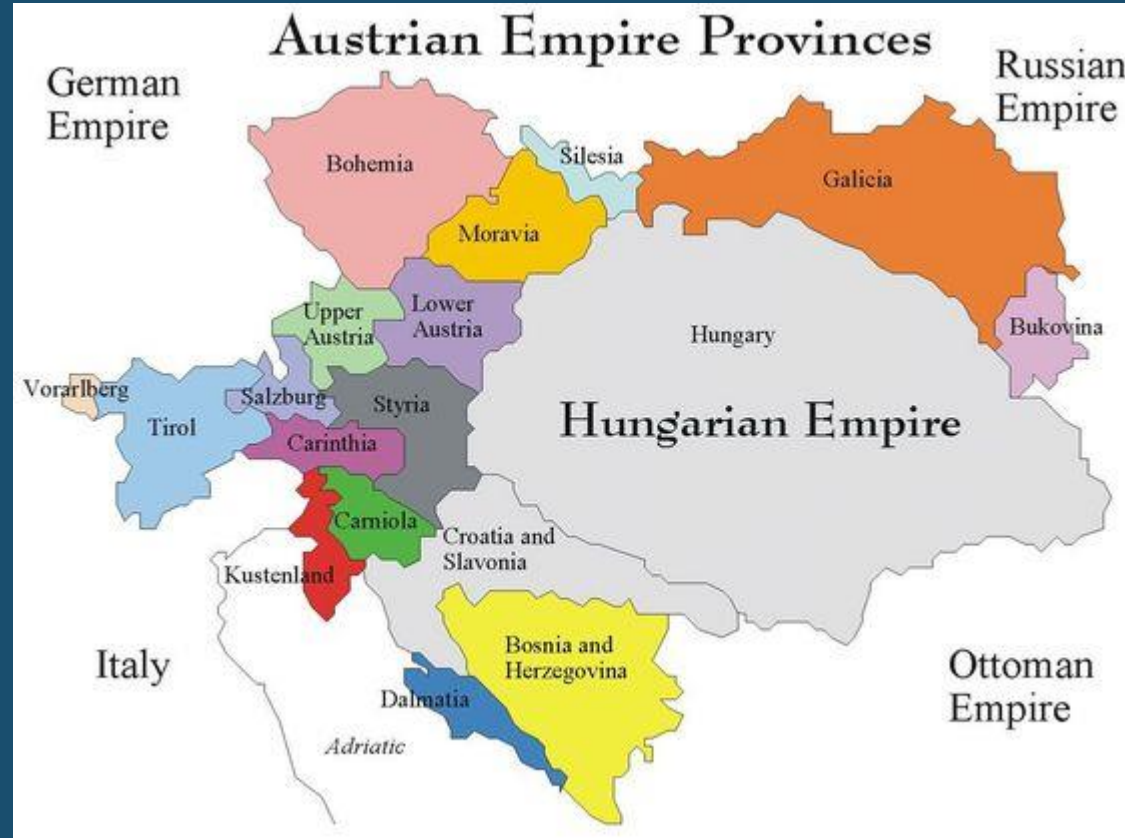 Austrian Empire Provinces
German
Empire
Russian
Empire
Bohemia
Silesia
Galicia
Moravia
Upper
Austria
Lower
Austria
Hungary
Bukovina
Vorarlberg
Tirol
Salzburg
Styria
Hungarian Empire
Carinthia
Carniola
Croatia and
Slavonia
Kustenland
Bosnia and
Herzegovina
Italy
Ottoman
Empire
Dalmatia
Adriatic